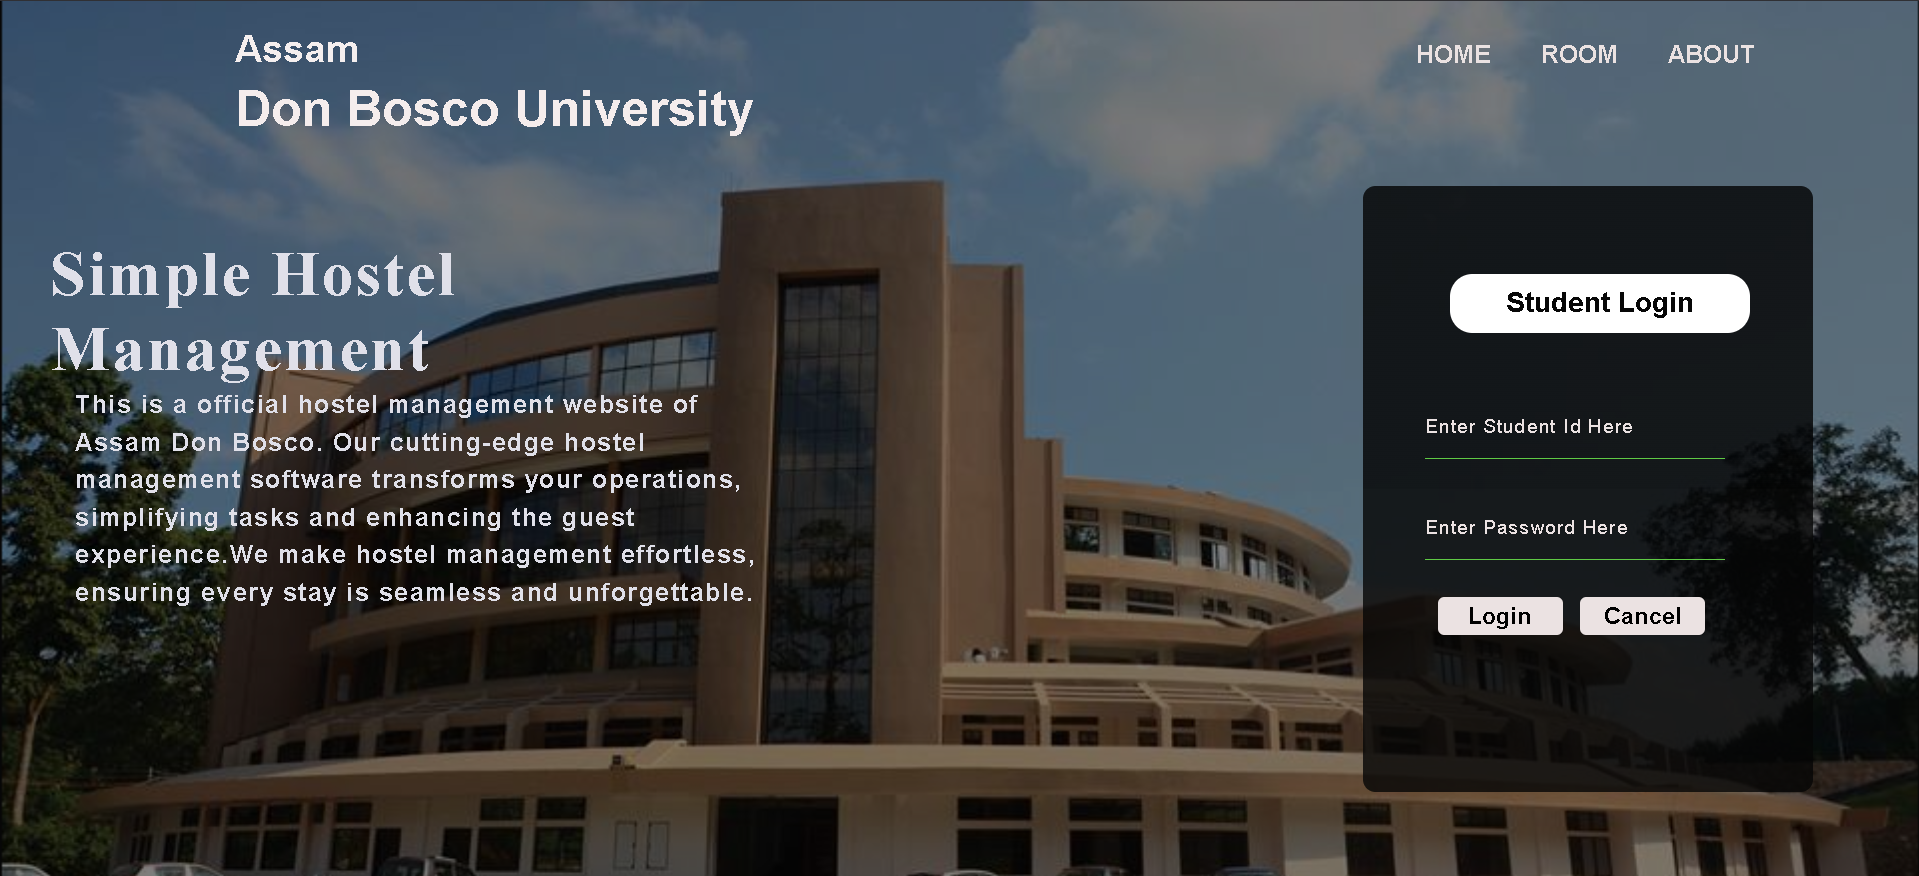 Assam
Don Bosco University
HOME ROOM ABOUT
Simple Hostel
Management
This is a official hostel management website of
Assam Don Bosco. Our cutting-edge hostel
management software transforms your operations,
simplifying tasks and enhancing the guest
experience.We make hostel management effortless,
ensuring every stay is seamless and unforgettable.
Student Login
Enter Student Id Here
Enter Password Here
Login Cancel